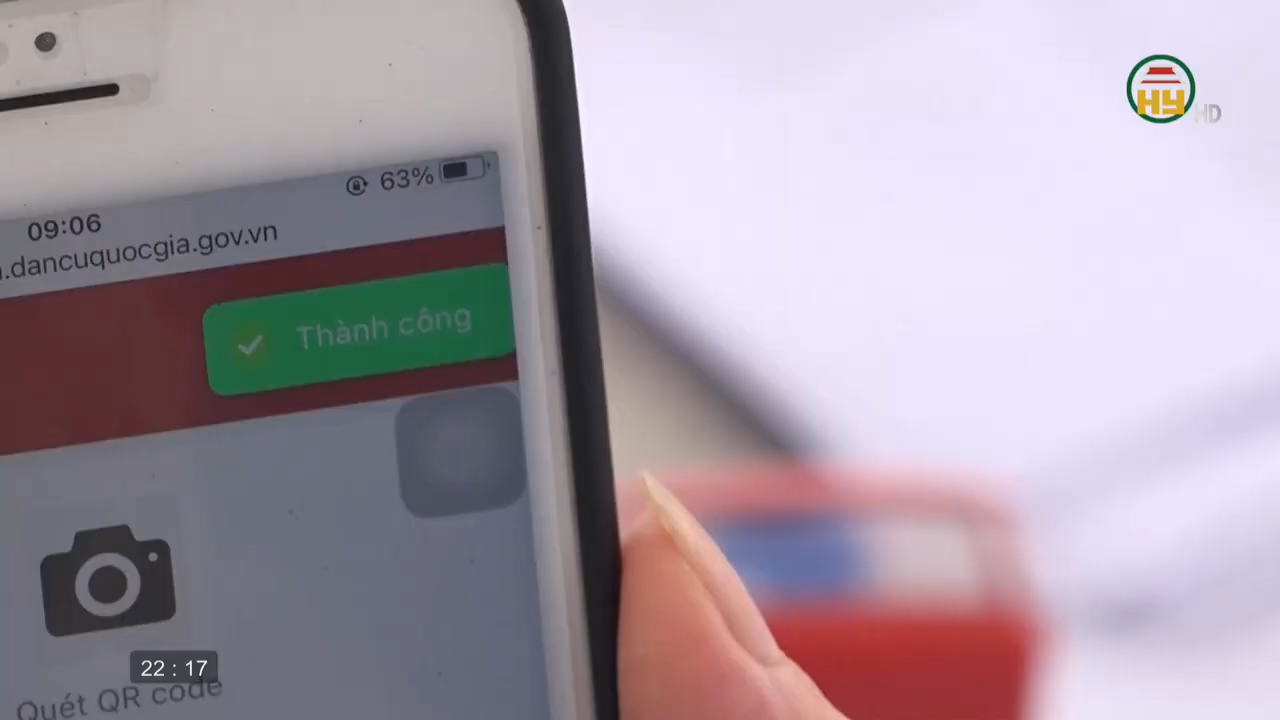 HY HD
63%
09:06
.dancuquocgia.gov.vn
Thành công
22 : 17
Quét QR code